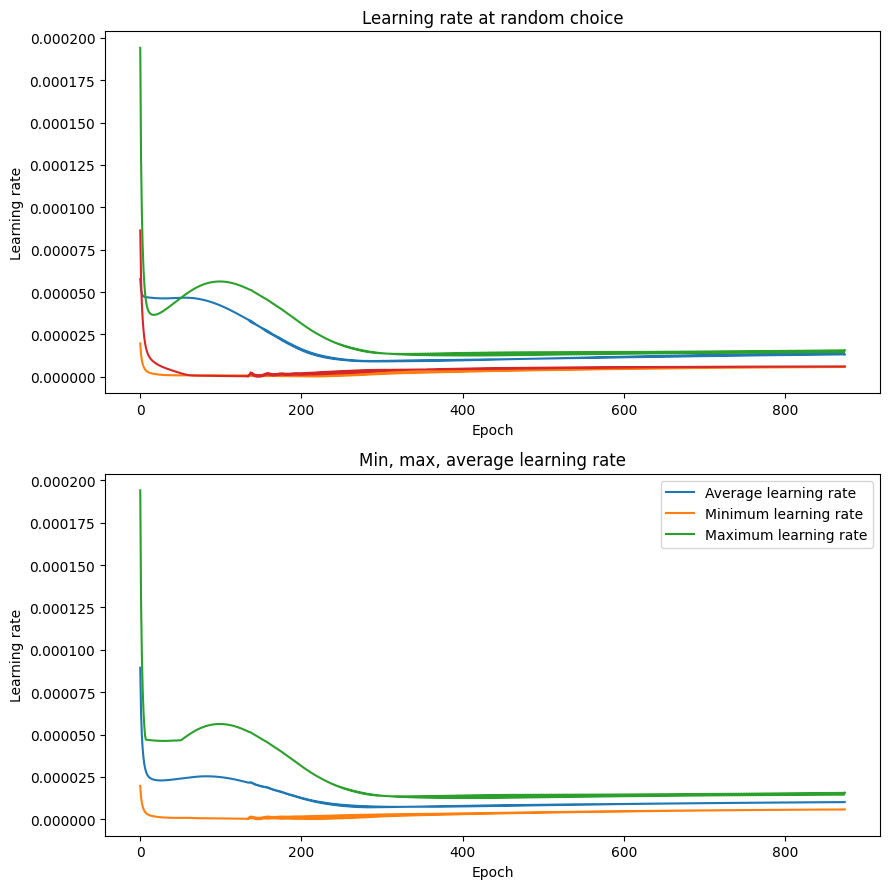 Learning rate at random choice
0.000200
0.000175
0.000150
0.000125
0.000100
0.000075
0.000050
0.000025
0.000000
Learning rate
0 200 400 600 800
Epoch
Min, max, average learning rate
0.000200
0.000175
0.000150
0.000125
0.000100
0.000075
0.000050
0.000025
0.000000
Learning rate
Average learning rate
Minimum learning rate
Maximum learning rate
0 200 400 600 800
Epoch